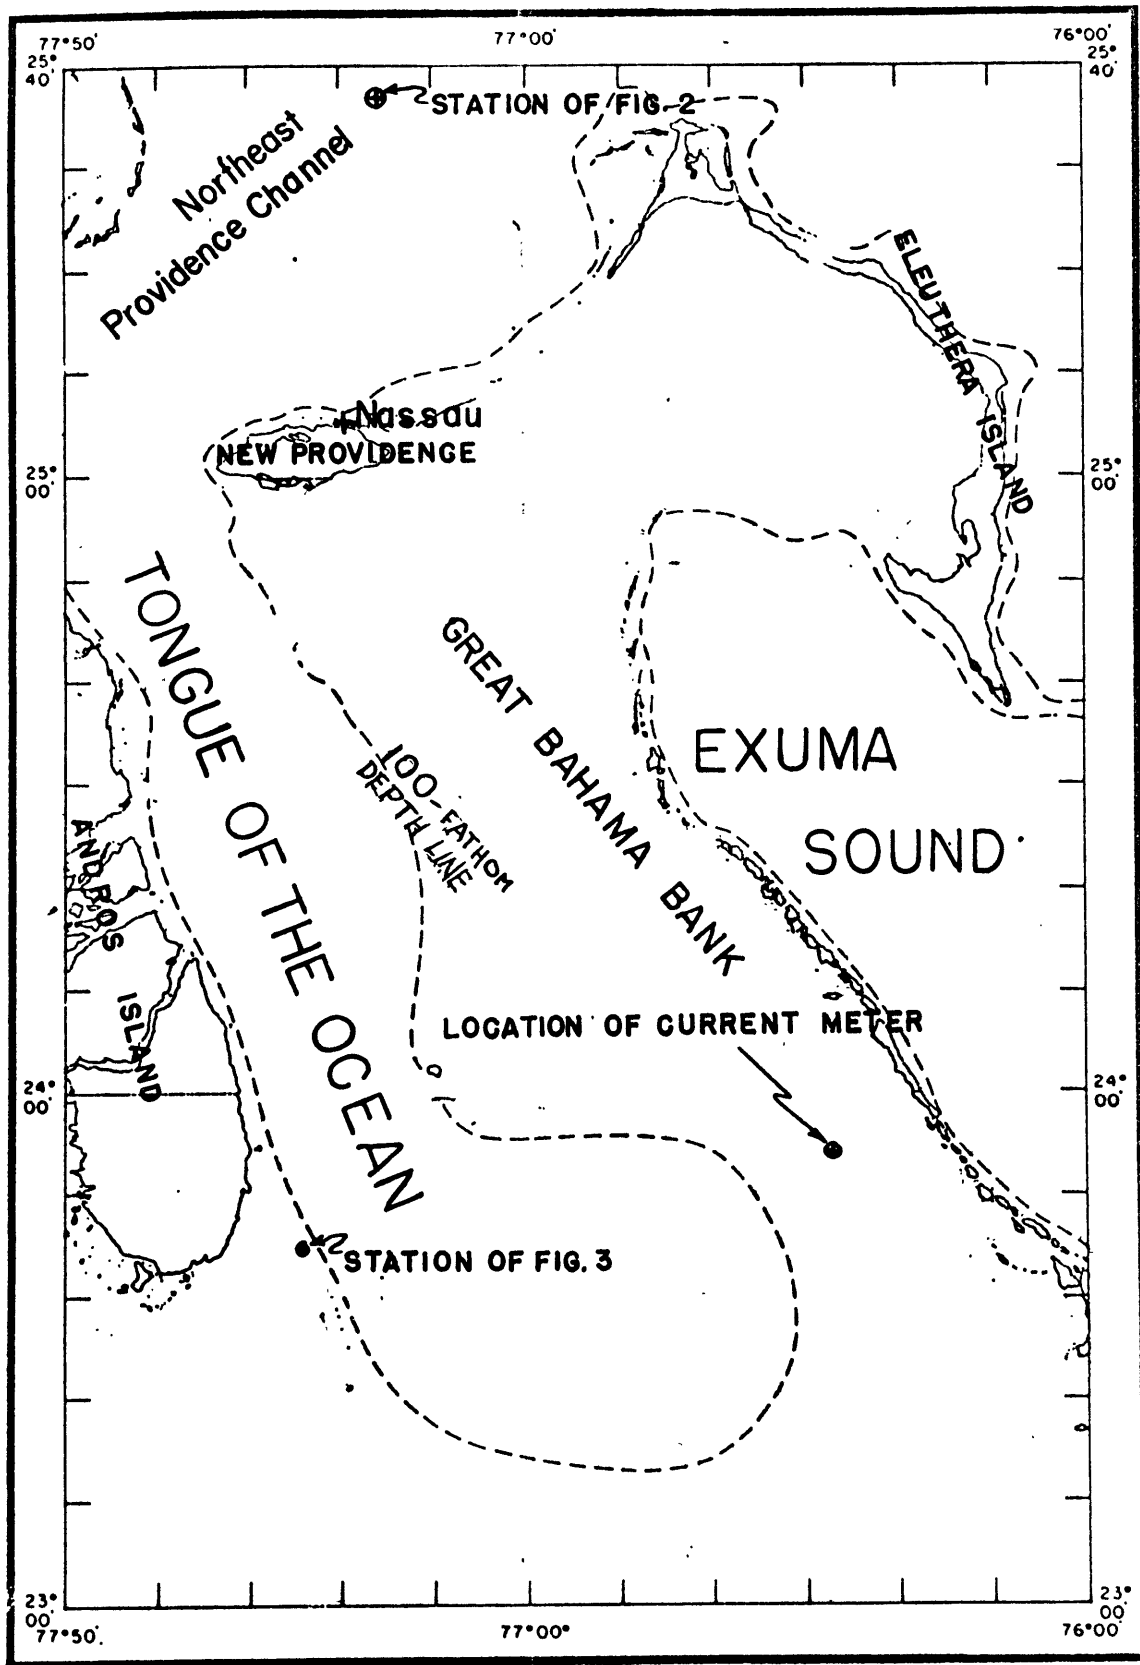 77°50' 77°00' 76°00'
25° 40' 25° 40'
STATION OF FIG. 2
Northeast
Providence Channel
ELEUTHERA ISLAND
Nassau
NEW PROVIDENCE
25° 00' 25° 00'
TONGUE OF THE OCEAN
GREAT BAHAMA BANK
EXUMA
SOUND
100-FATHOM
DEPTH LINE
ANDROS ISLAND
LOCATION OF CURRENT METER
24° 00' 24° 00'
STATION OF FIG. 3
23° 00' 23° 00'
77°50' 77°00' 76°00'